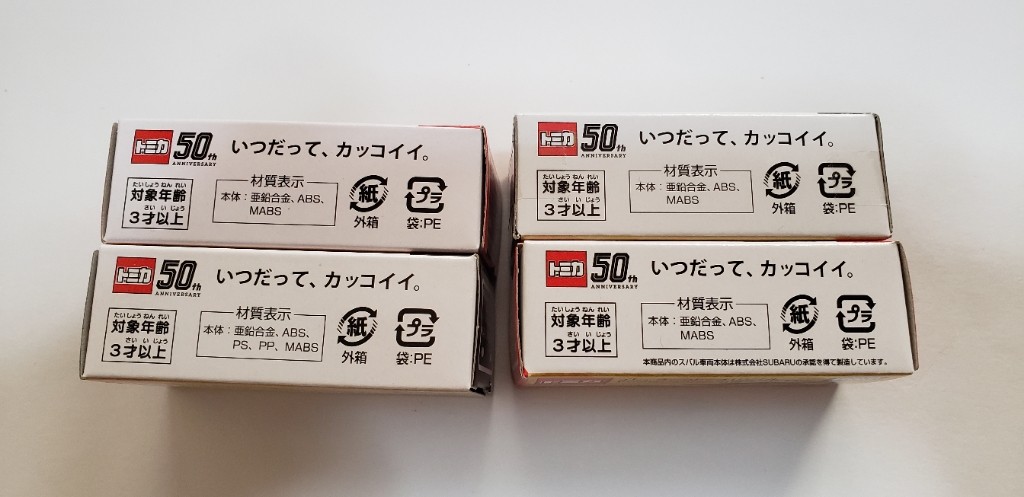 トミカ 50th ANNIVERSARY いつだって、カッコイイ。
たいしょうねんれい
対象年齢
さい いじょう
3才以上
材質表示
本体：亜鉛合金、ABS、
MABS
紙
外箱
プラ
袋:PE
トミカ 50th ANNIVERSARY いつだって、カッコイイ。
たいしょうねんれい
対象年齢
さい いじょう
3才以上
材質表示
本体：亜鉛合金、ABS、
MABS
紙
外箱
プラ
袋:PE
トミカ 50th ANNIVERSARY いつだって、カッコイイ。
たいしょうねんれい
対象年齢
さい いじょう
3才以上
材質表示
本体：亜鉛合金、ABS、
PS、PP、MABS
紙
外箱
プラ
袋:PE
トミカ 50th ANNIVERSARY いつだって、カッコイイ。
たいしょうねんれい
対象年齢
さい いじょう
3才以上
材質表示
本体：亜鉛合金、ABS、
MABS
紙
外箱
プラ
袋:PE
本商品内のスバル車両本体は株式会社SUBARUの承認を得て製造しています。